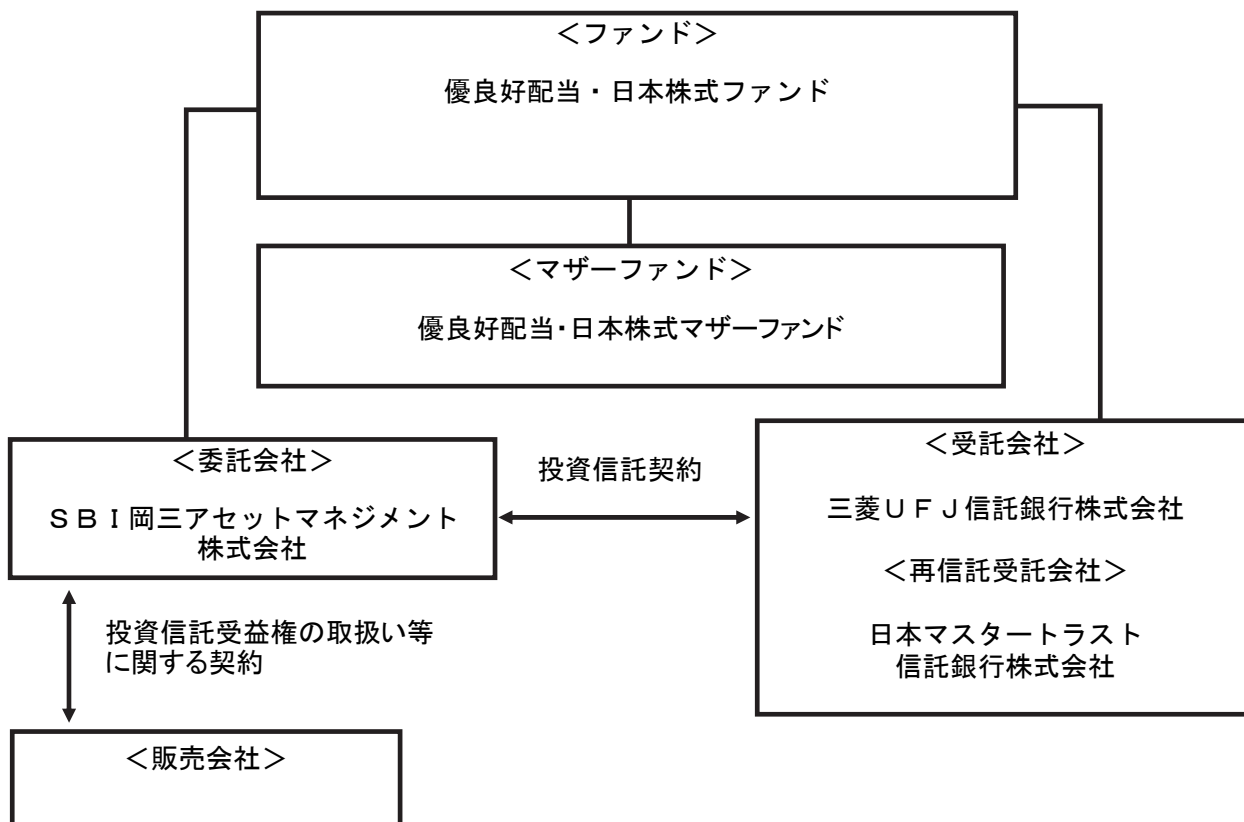 ＜ファンド＞
優良好配当・日本株式ファンド
＜マザーファンド＞
優良好配当・日本株式マザーファンド
＜委託会社＞
ＳＢＩ岡三アセットマネジメント
株式会社
投資信託契約
＜受託会社＞
三菱ＵＦＪ信託銀行株式会社
＜再信託受託会社＞
日本マスタートラスト
信託銀行株式会社
投資信託受益権の取扱い等
に関する契約
＜販売会社＞